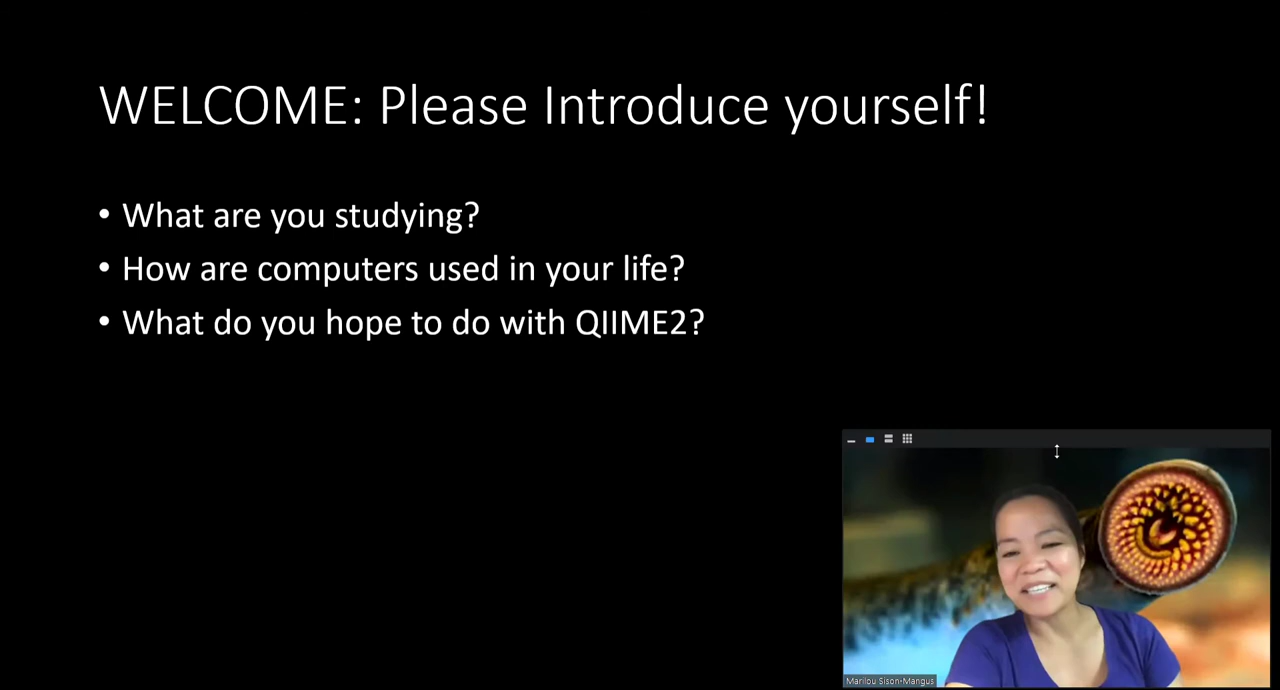 WELCOME: Please Introduce yourself!
• What are you studying?
• How are computers used in your life?
• What do you hope to do with QIIME2?
Marilou Sison-Mangus